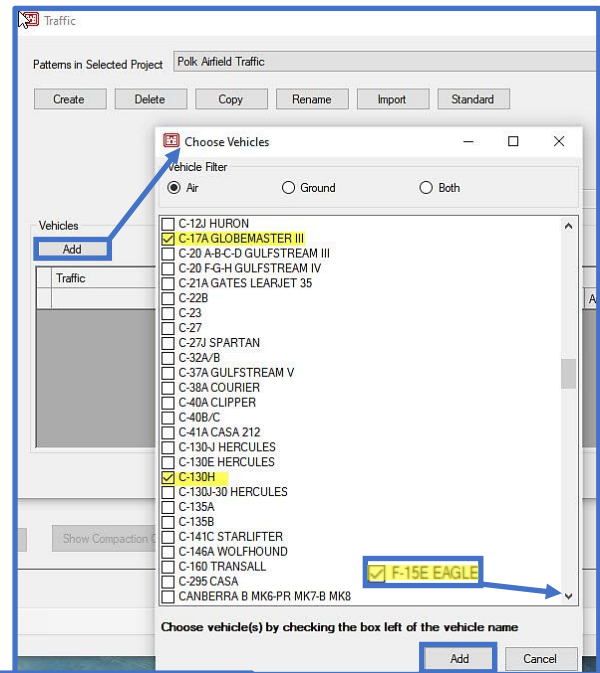 Traffic
Patterns in Selected Project Polk Airfield Traffic
Create Delete Copy Rename Import Standard
Choose Vehicles
Vehicle Filter
Air Ground Both
Vehicles
Add
Traffic
A
C-12J HURON
C-17A GLOBEMASTER III
C-20 A-B-C-D GULFSTREAM III
C-20 F-G-H GULFSTREAM IV
C-21A GATES LEARJET 35
C-22B
C-23
C-27
C-27J SPARTAN
C-32A/B
C-37A GULFSTREAM V
C-38A COURIER
C-40A CLIPPER
C-40B/C
C-41A CASA 212
C-130-J HERCULES
C-130E HERCULES
C-130H
C-130J-30 HERCULES
C-135A
C-135B
C-141C STARLIFTER
C-146A WOLFHOUND
C-160 TRANSALL
C-295 CASA
CANBERRA B MK6-PR MK7-B MK8
F-15E EAGLE
Show Compaction
Choose vehicle(s) by checking the box left of the vehicle name
Add Cancel